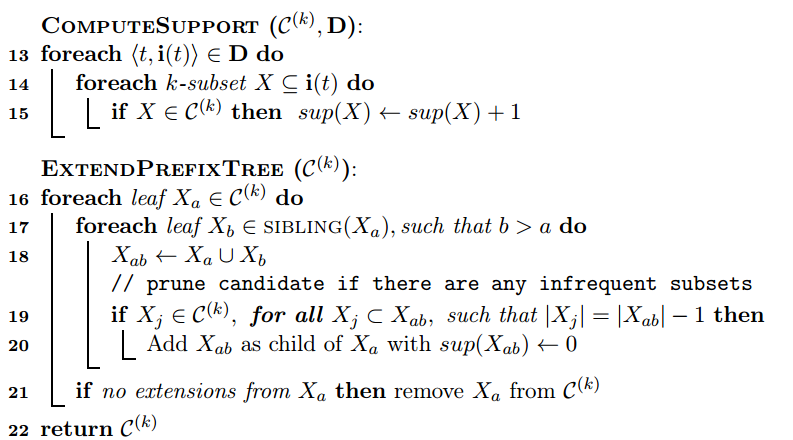 COMPUTESUPPORT (𝒞^(k), D):
13 foreach ⟨t, i(t)⟩ ∈ D do
14 foreach k-subset X ⊆ i(t) do
15 if X ∈ 𝒞^(k) then sup(X) ← sup(X) + 1
EXTENDPREFIXTREE (𝒞^(k)):
16 foreach leaf X_a ∈ 𝒞^(k) do
17 foreach leaf X_b ∈ SIBLING(X_a), such that b > a do
18 X_ab ← X_a ∪ X_b
// prune candidate if there are any infrequent subsets
19 if X_j ∈ 𝒞^(k), for all X_j ⊂ X_ab, such that |X_j| = |X_ab| − 1 then
20 Add X_ab as child of X_a with sup(X_ab) ← 0
21 if no extensions from X_a then remove X_a from 𝒞^(k)
22 return 𝒞^(k)